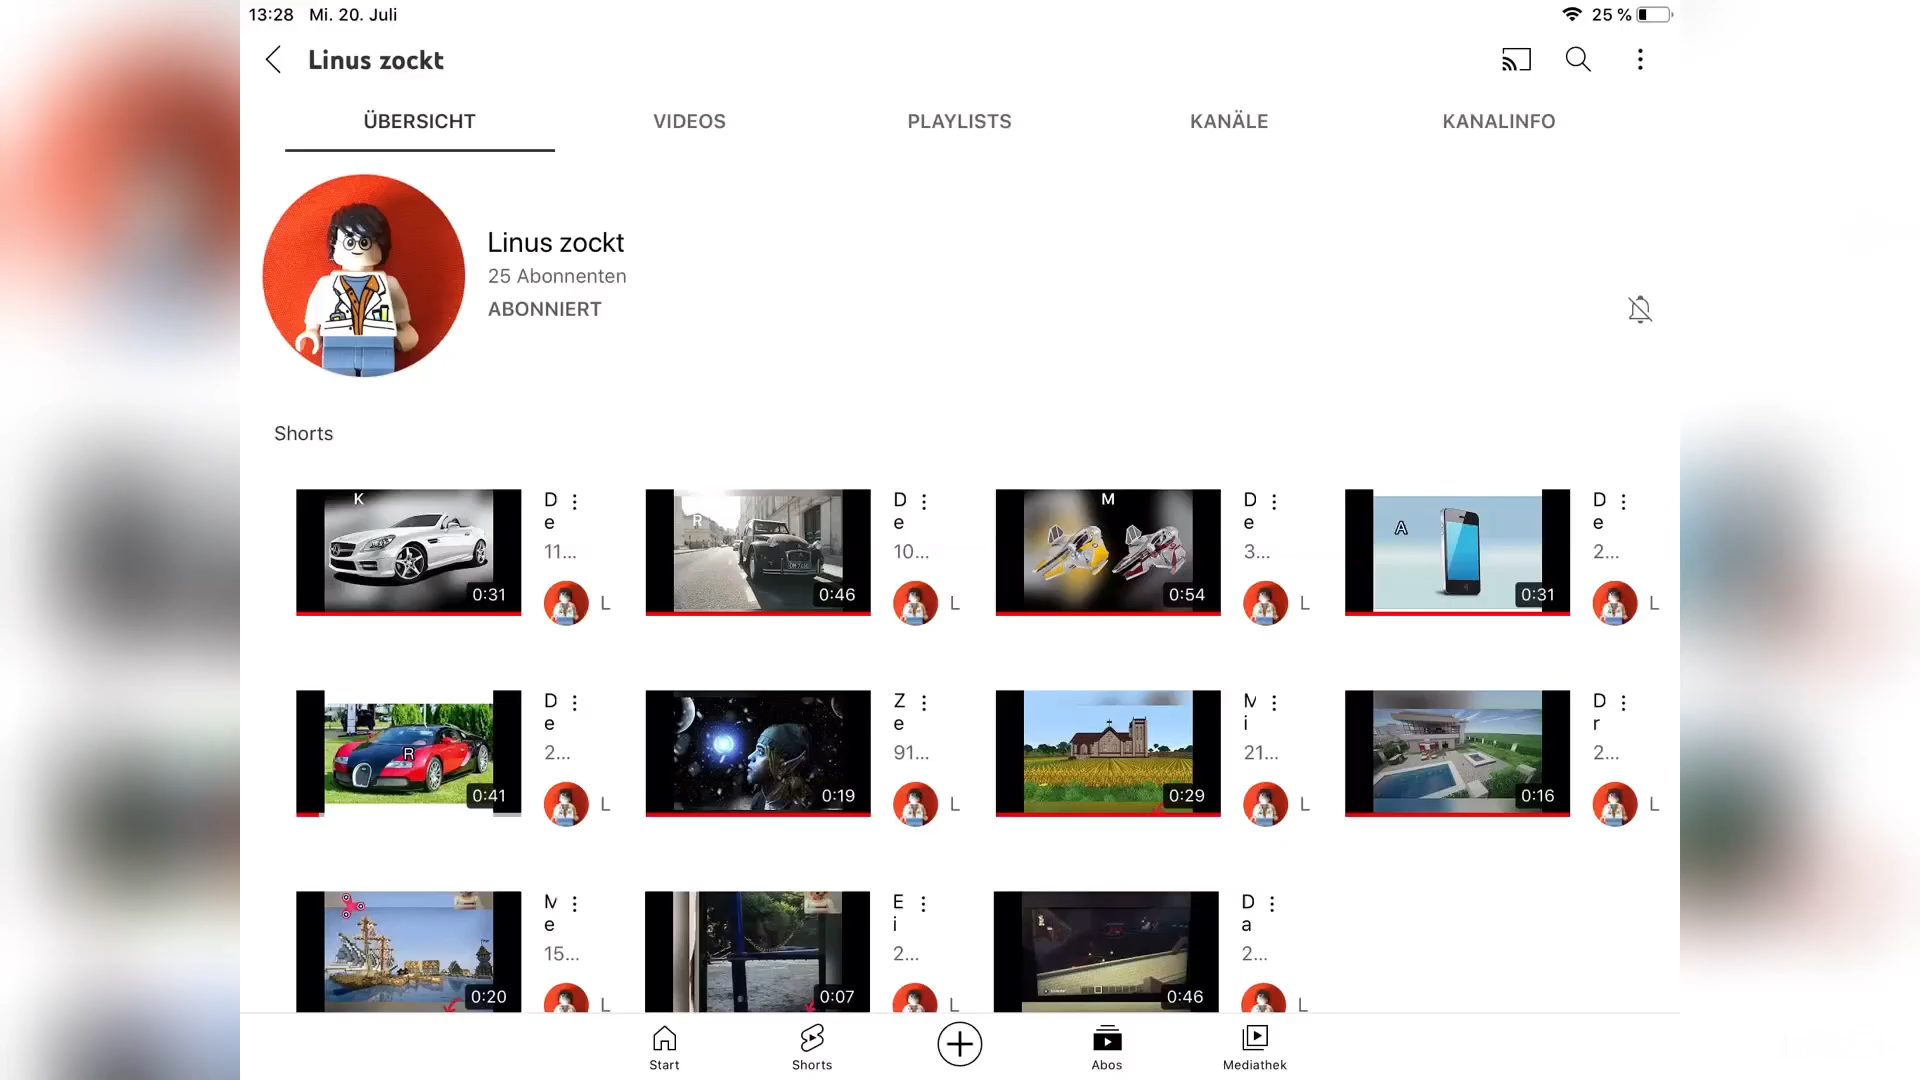 13:28 Mi. 20. Juli 25 %
Linus zockt
ÜBERSICHT VIDEOS PLAYLISTS KANÄLE KANALINFO
Linus zockt
25 Abonnenten
ABONNIERT
Shorts
K 0:31 D R 0:46 D M 0:54 D A 0:31 D
e e e e
11... 10... 3... 2...
L L L L
R 0:41 D 0:19 Z 0:29 M 0:16 D
e e i r
2... 91... 21... 2...
L L L L
0:20 M 0:07 E 0:46 D
e i a
15... 2... 2...
L L L
Start Shorts Abos Mediathek